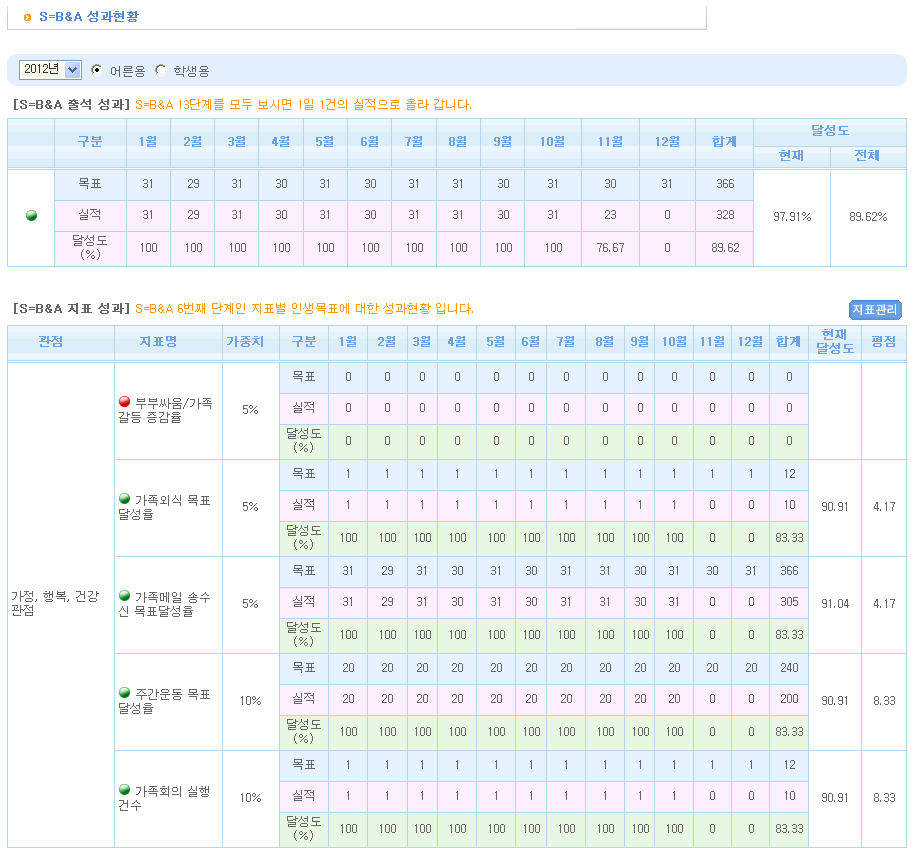 S=B&A 성과현황
2012년 어른용 학생용
[S=B&A 출석 성과] S=B&A 13단계를 모두 보시면 1일 1건의 실적으로 올라 갑니다.
구분 1월 2월 3월 4월 5월 6월 7월 8월 9월 10월 11월 12월 합계 달성도
현재 전체
목표 31 29 31 30 31 30 31 31 30 31 30 31 366
실적 31 29 31 30 31 30 31 31 30 31 23 0 328 97.91% 89.62%
달성도
(%) 100 100 100 100 100 100 100 100 100 100 76.67 0 89.62
[S=B&A 지표 성과] S=B&A 6번째 단계인 지표별 인생목표에 대한 성과현황 입니다. 지표관리
관점 지표명 가중치 구분 1월 2월 3월 4월 5월 6월 7월 8월 9월 10월 11월 12월 합계 현재
달성도 평점
가정, 행복, 건강
관점
부부싸움/가족
갈등 증감율 5%
목표 0 0 0 0 0 0 0 0 0 0 0 0 0
실적 0 0 0 0 0 0 0 0 0 0 0 0 0
달성도
(%) 0 0 0 0 0 0 0 0 0 0 0 0 0
가족외식 목표
달성율 5%
목표 1 1 1 1 1 1 1 1 1 1 1 1 12
실적 1 1 1 1 1 1 1 1 1 1 0 0 10 90.91 4.17
달성도
(%) 100 100 100 100 100 100 100 100 100 100 0 0 83.33
가족메일 송수
신 목표달성율 5%
목표 31 29 31 30 31 30 31 31 30 31 30 31 366
실적 31 29 31 30 31 30 31 31 30 31 0 0 305 91.04 4.17
달성도
(%) 100 100 100 100 100 100 100 100 100 100 0 0 83.33
주간운동 목표
달성율 10%
목표 20 20 20 20 20 20 20 20 20 20 20 20 240
실적 20 20 20 20 20 20 20 20 20 20 0 0 200 90.91 8.33
달성도
(%) 100 100 100 100 100 100 100 100 100 100 0 0 83.33
가족회의 실행
건수 10%
목표 1 1 1 1 1 1 1 1 1 1 1 1 12
실적 1 1 1 1 1 1 1 1 1 1 0 0 10 90.91 8.33
달성도
(%) 100 100 100 100 100 100 100 100 100 100 0 0 83.33